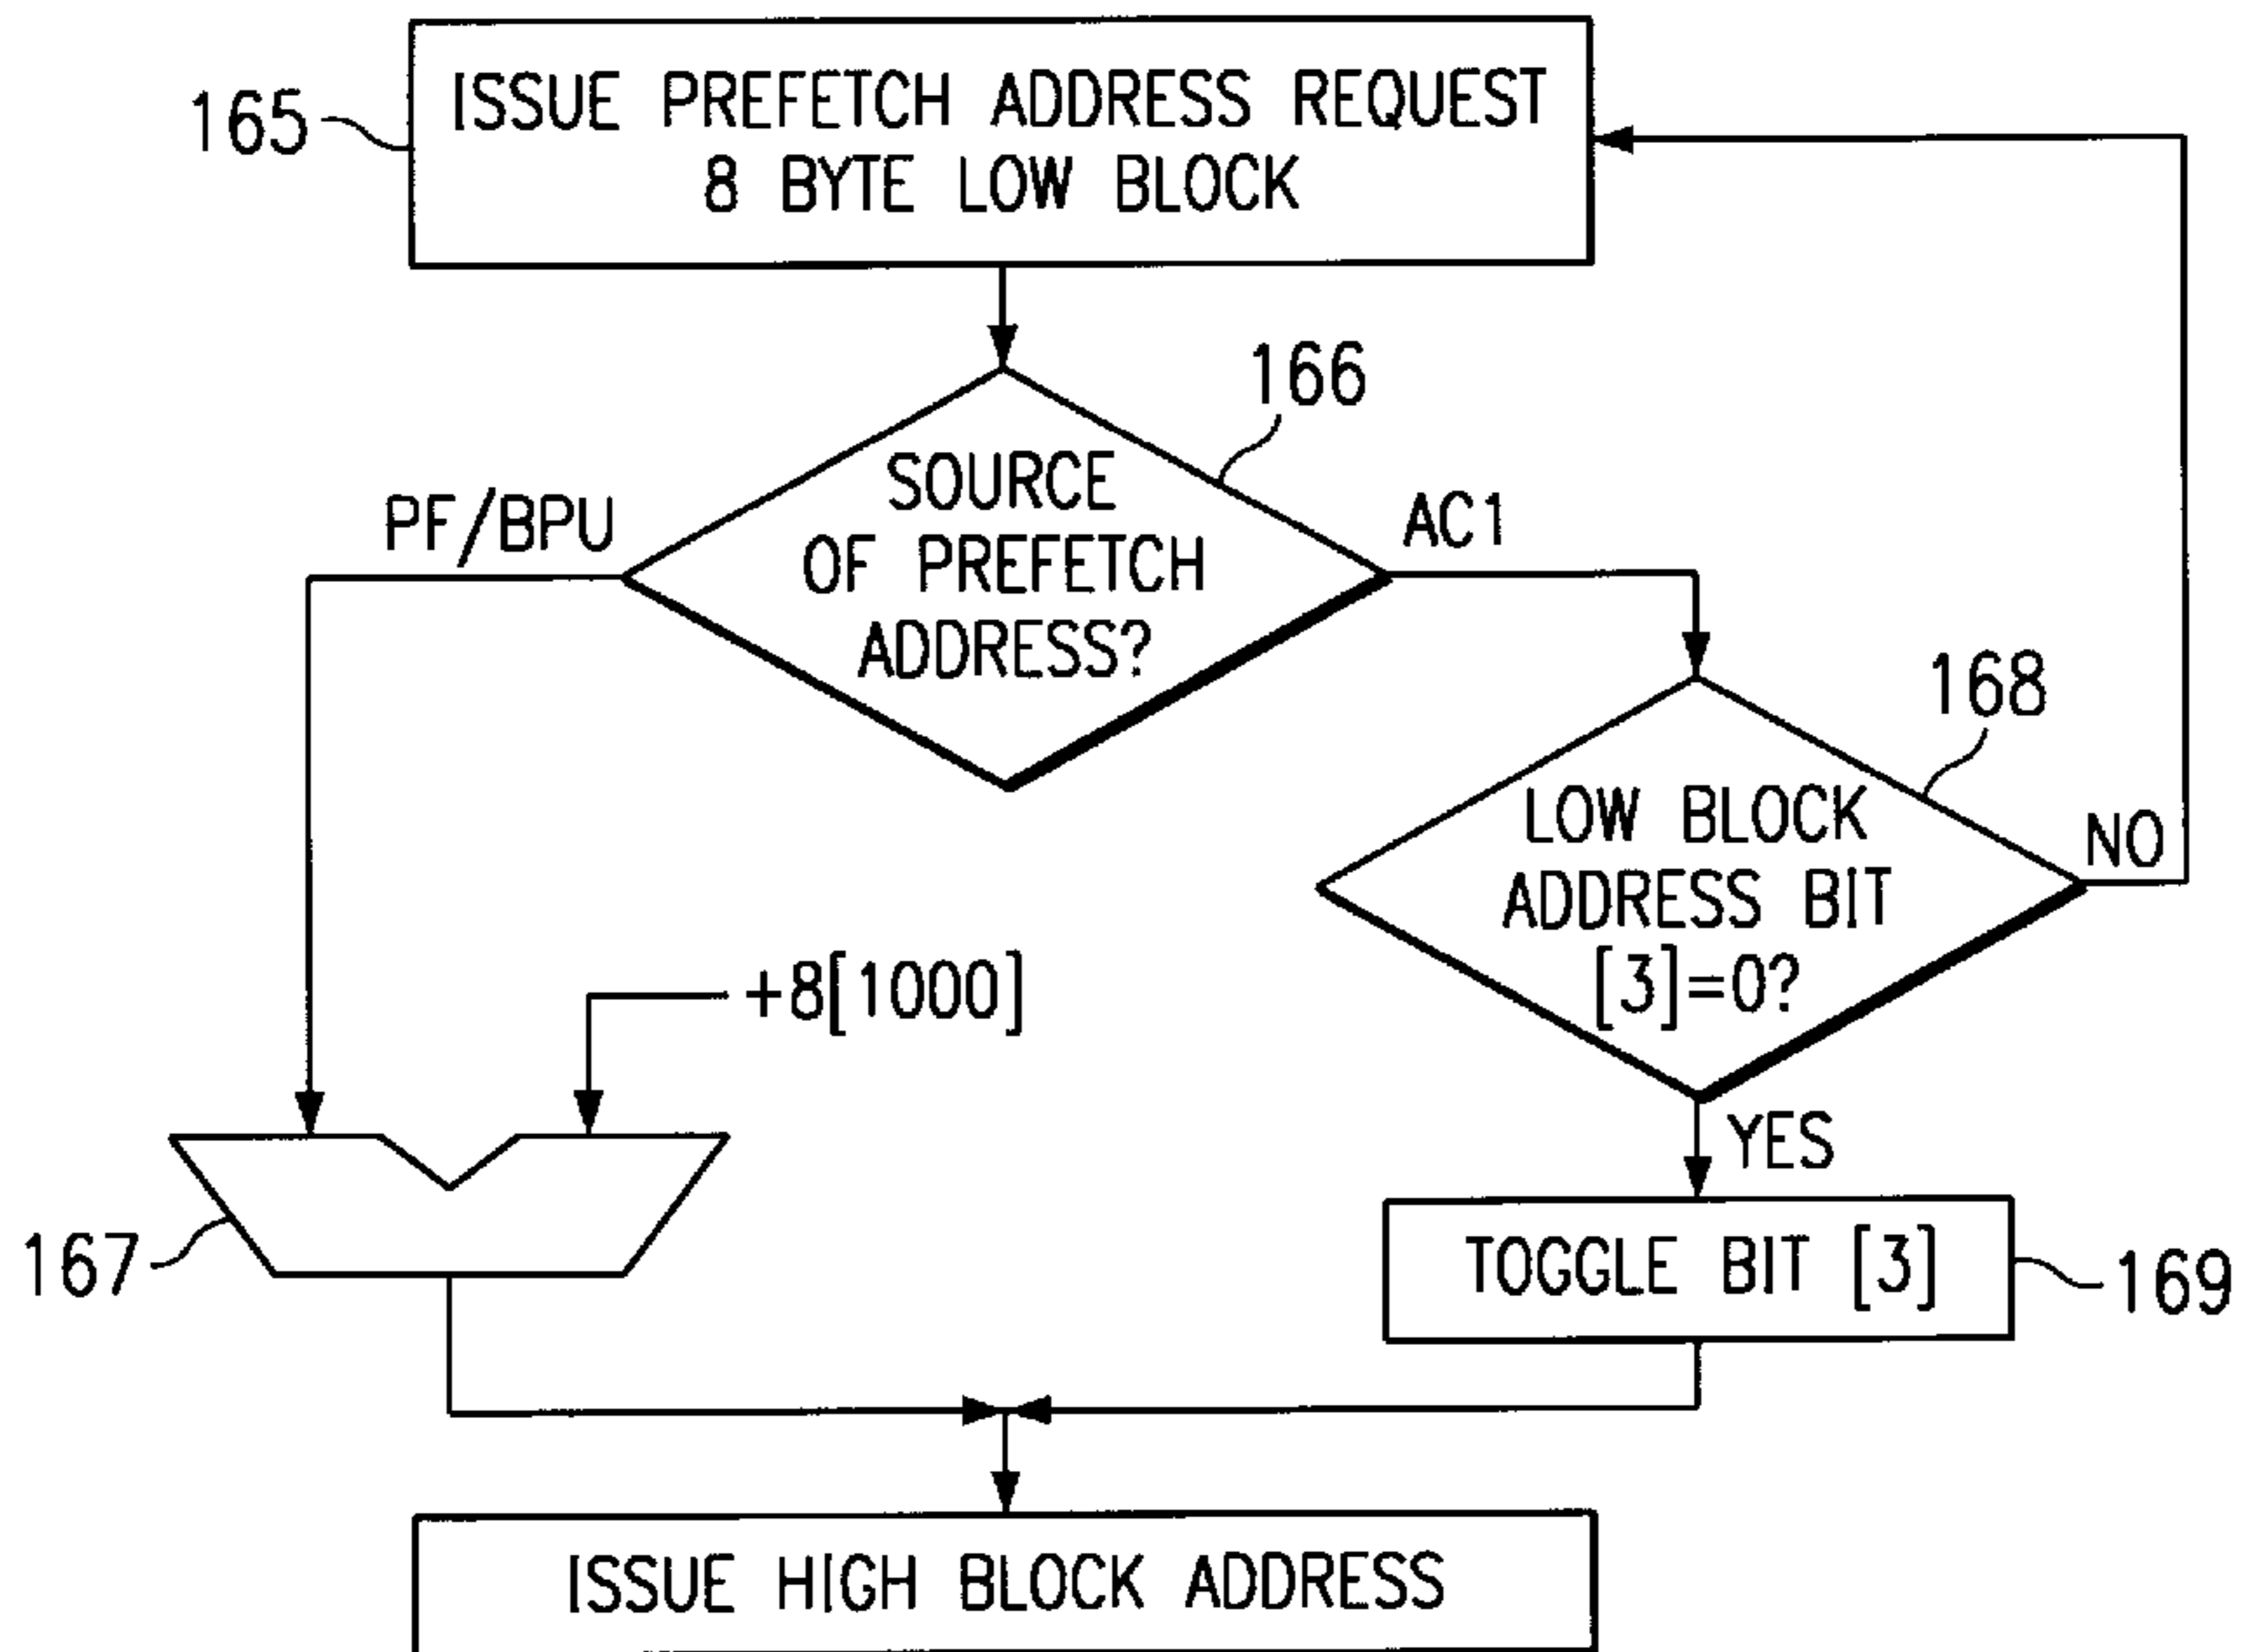 165
ISSUE PREFETCH ADDRESS REQUEST
8 BYTE LOW BLOCK
166
SOURCE
OF PREFETCH
ADDRESS?
PF/BPU
AC1
168
LOW BLOCK
ADDRESS BIT
[3]=0?
NO
+8[1000]
YES
167
TOGGLE BIT [3]
169
ISSUE HIGH BLOCK ADDRESS